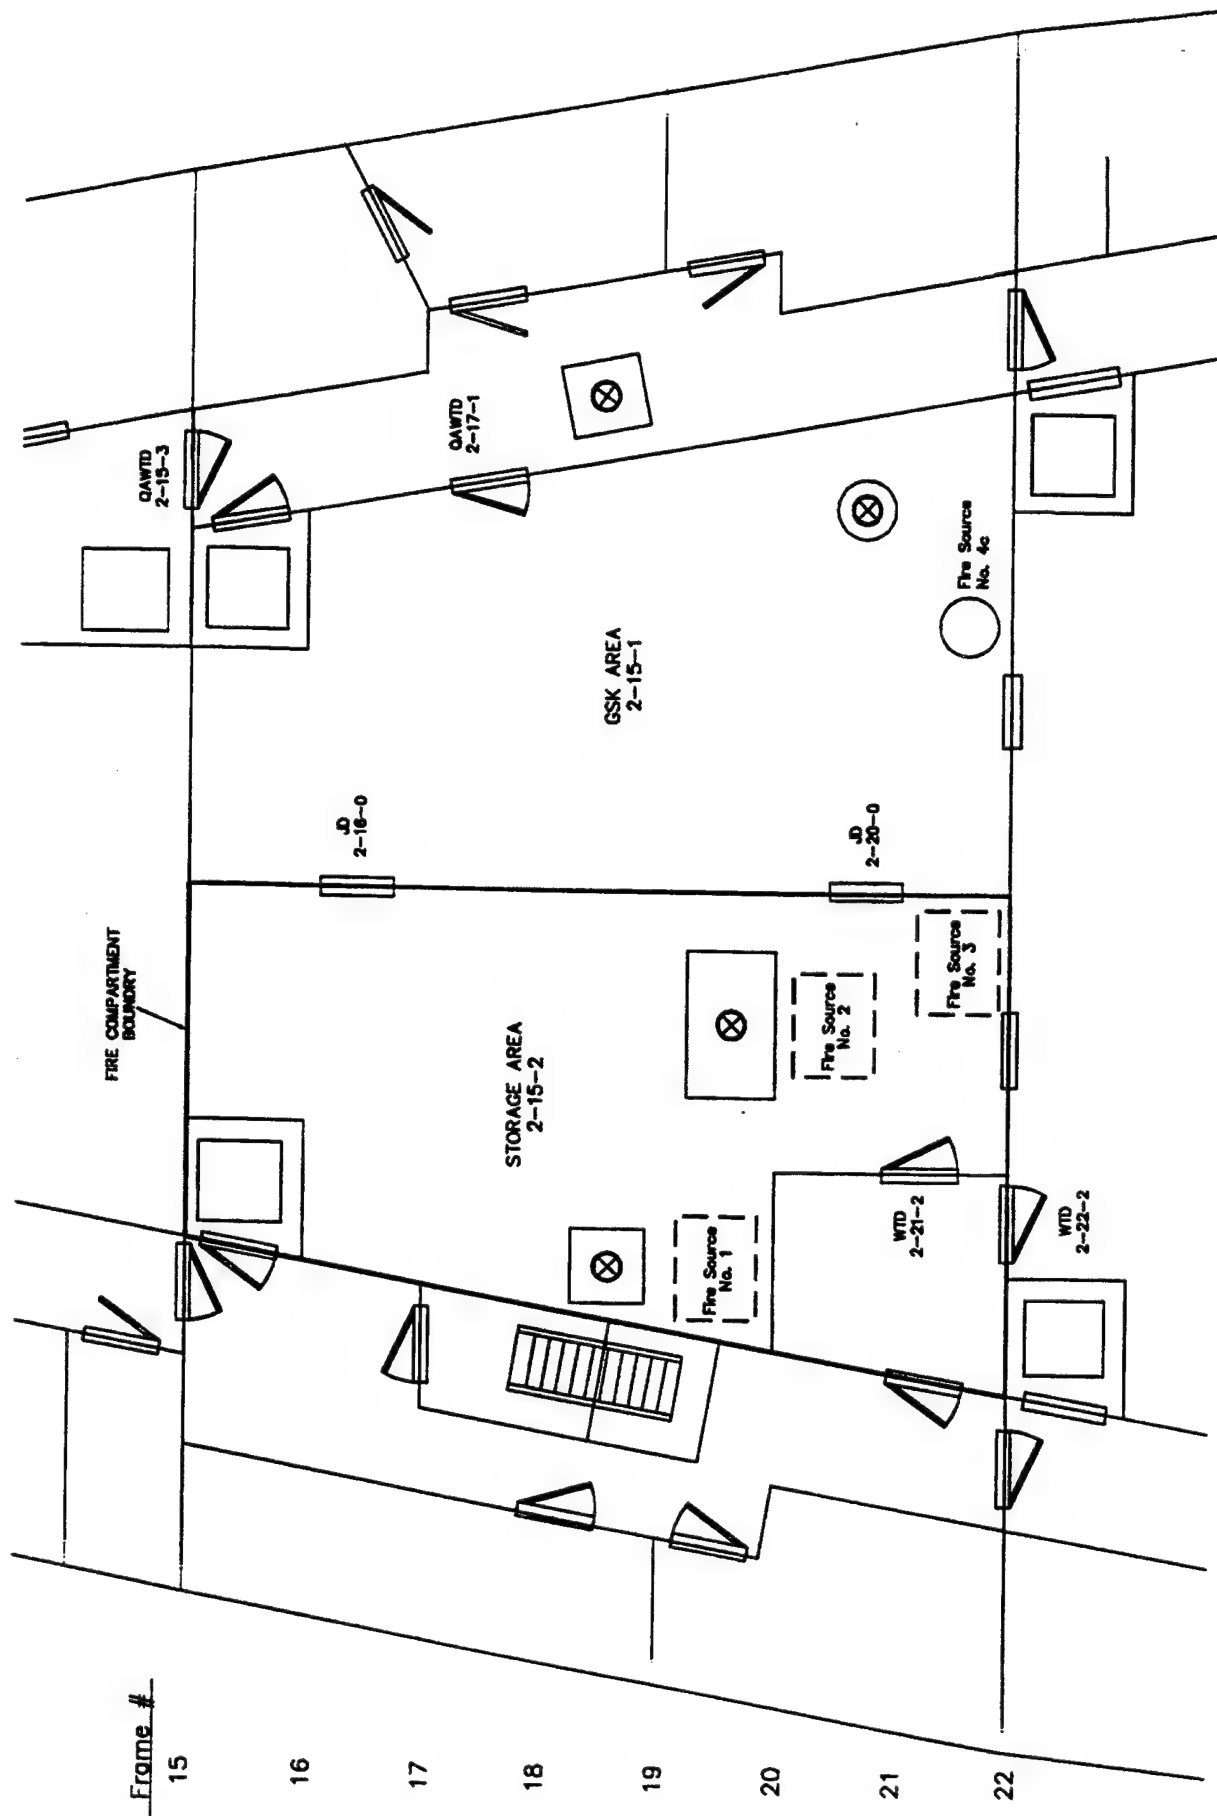 Frame #
15
16
17
18
19
20
21
22
FIRE COMPARTMENT
BOUNDRY
QAWTD
2-15-3
QAWTD
2-17-1
JD
2-16-0
JD
2-20-0
GSK AREA
2-15-1
STORAGE AREA
2-15-2
Fire Source
No. 1
Fire Source
No. 2
Fire Source
No. 3
Fire Source
No. 4c
WTD
2-21-2
WTD
2-22-2